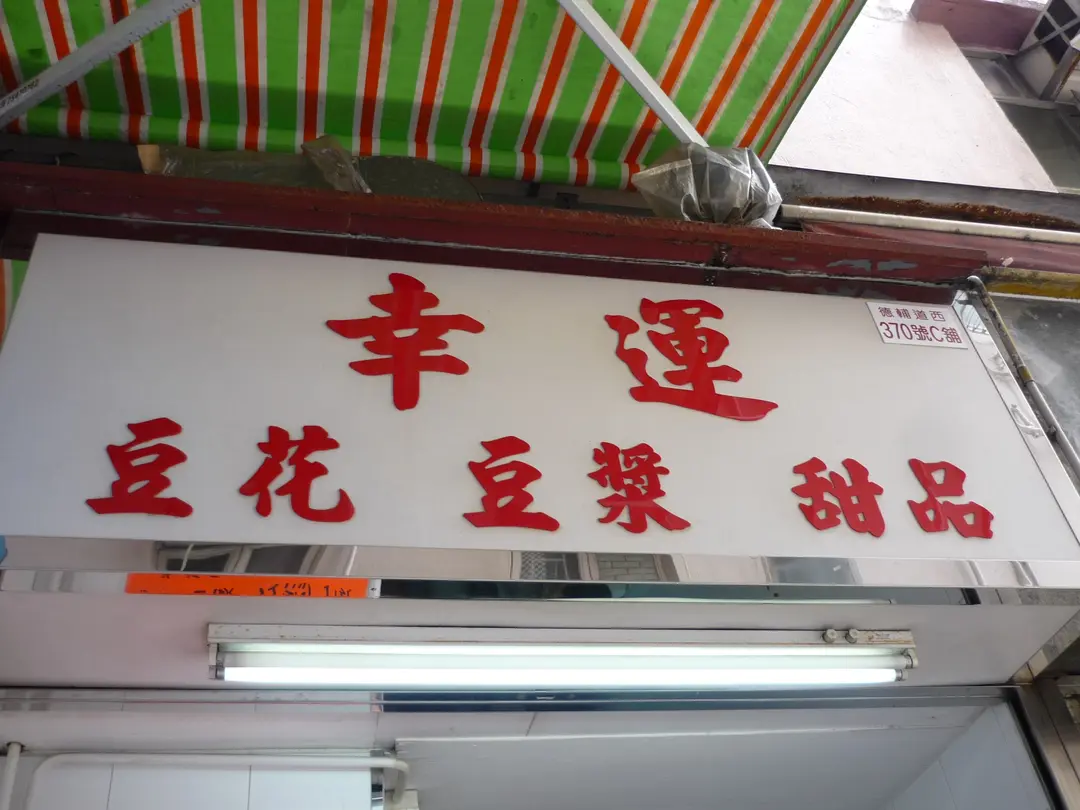 幸運
德輔道西
370號C舖
豆花 豆漿 甜品